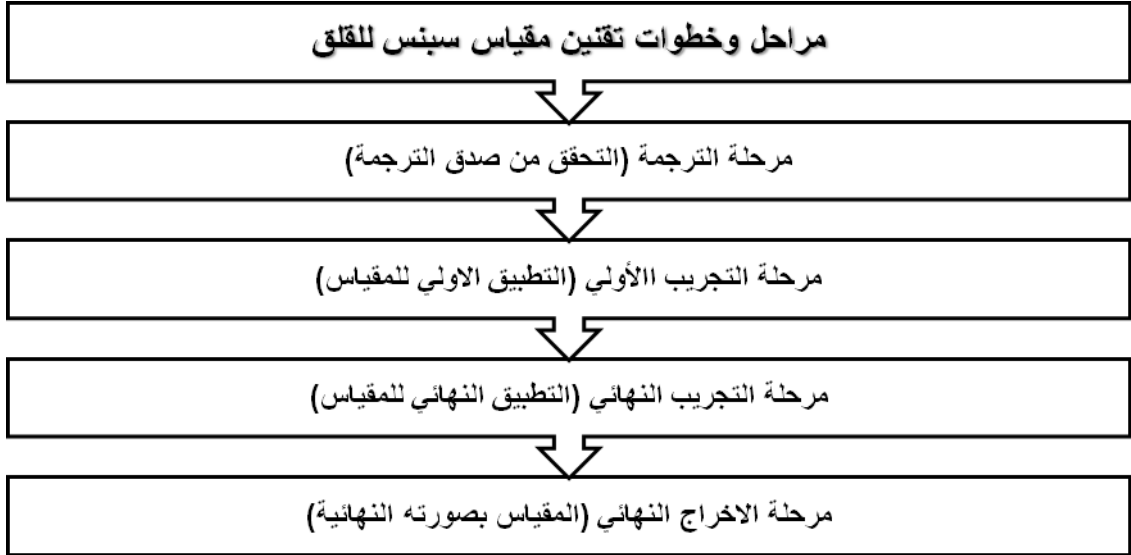 مراحل وخطوات تقنين مقياس سبنس للقلق
مرحلة الترجمة (التحقق من صدق الترجمة)
مرحلة التجريب االأولي (التطبيق الاولي للمقياس)
مرحلة التجريب النهائي (التطبيق النهائي للمقياس)
مرحلة الاخراج النهائي (المقياس بصورته النهائية)